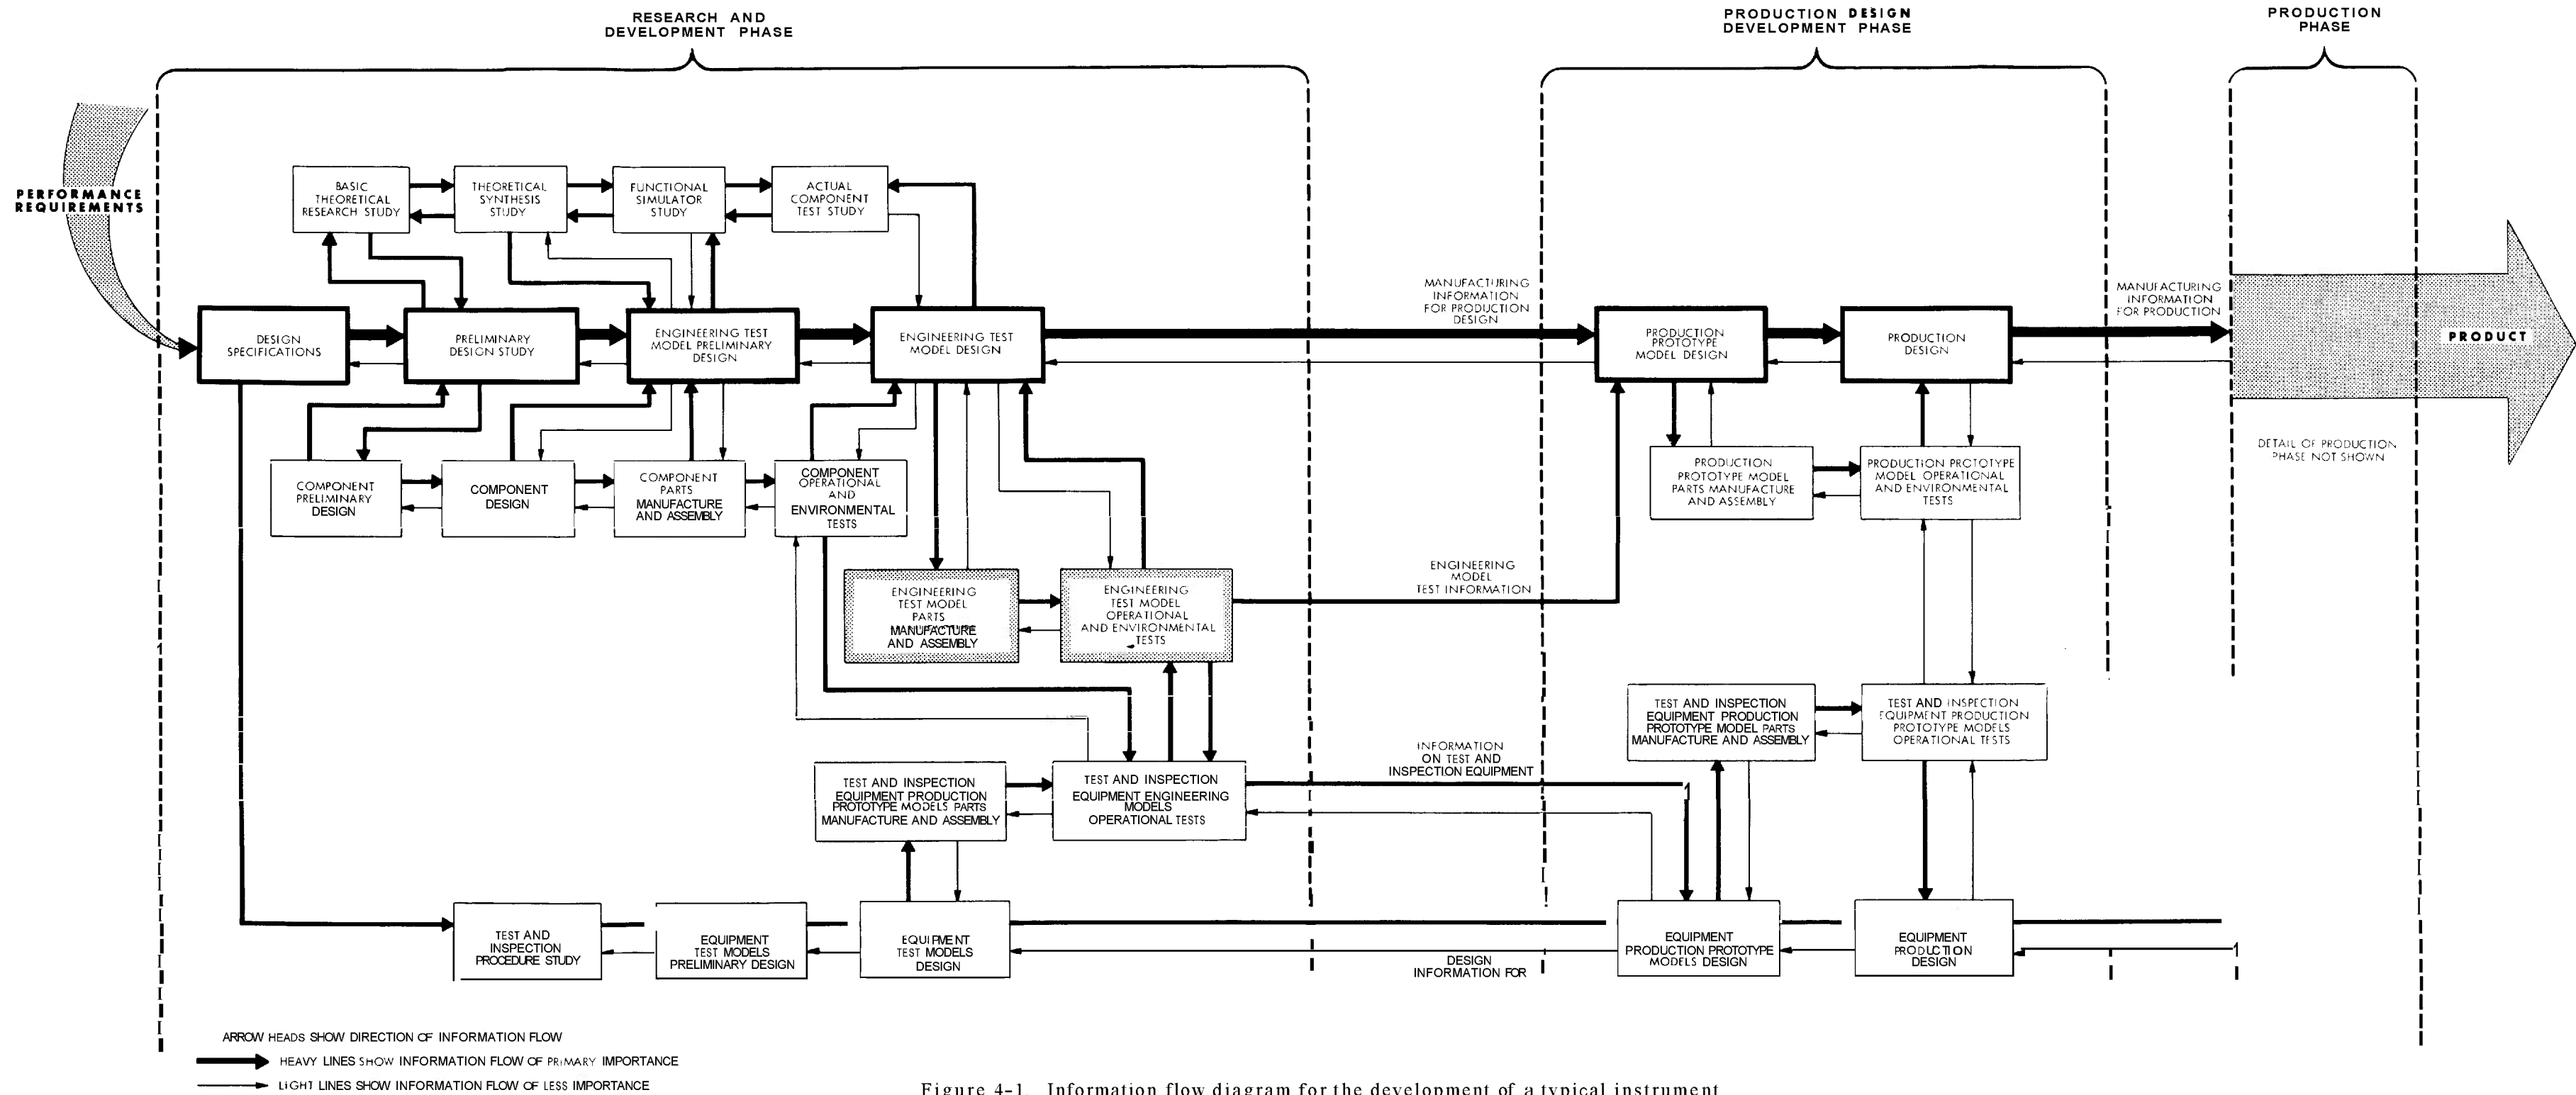 RESEARCH AND
DEVELOPMENT PHASE
PRODUCTION DESIGN
DEVELOPMENT PHASE
PRODUCTION
PHASE
PERFORMANCE
REQUIREMENTS
BASIC
THEORETICAL
RESEARCH STUDY
THEORETICAL
SYNTHESIS
STUDY
FUNCTIONAL
SIMULATOR
STUDY
ACTUAL
COMPONENT
TEST STUDY
DESIGN
SPECIFICATIONS
PRELIMINARY
DESIGN STUDY
ENGINEERING TEST
MODEL PRELIMINARY
DESIGN
ENGINEERING TEST
MODEL DESIGN
MANUFACTURING
INFORMATION
FOR PRODUCTION
DESIGN
PRODUCTION
PROTOTYPE
MODEL DESIGN
PRODUCTION
DESIGN
MANUFACTURING
INFORMATION
FOR PRODUCTION
PRODUCT
COMPONENT
PRELIMINARY
DESIGN
COMPONENT
DESIGN
COMPONENT
PARTS
MANUFACTURE
AND ASSEMBLY
COMPONENT
OPERATIONAL
AND
ENVIRONMENTAL
TESTS
PRODUCTION
PROTOTYPE MODEL
PARTS MANUFACTURE
AND ASSEMBLY
PRODUCTION PROTOTYPE
MODEL OPERATIONAL
AND ENVIRONMENTAL
TESTS
DETAIL OF PRODUCTION
PHASE NOT SHOWN
ENGINEERING
TEST MODEL
PARTS
MANUFACTURE
AND ASSEMBLY
ENGINEERING
TEST MODEL
OPERATIONAL
AND ENVIRONMENTAL
TESTS
ENGINEERING
MODEL
TEST INFORMATION
TEST AND INSPECTION
EQUIPMENT PRODUCTION
PROTOTYPE MODEL PARTS
MANUFACTURE AND ASSEMBLY
TEST AND INSPECTION
EQUIPMENT PRODUCTION
PROTOTYPE MODELS
OPERATIONAL TESTS
TEST AND INSPECTION
EQUIPMENT PRODUCTION
PROTOTYPE MODELS PARTS
MANUFACTURE AND ASSEMBLY
TEST AND INSPECTION
EQUIPMENT ENGINEERING
MODELS
OPERATIONAL TESTS
INFORMATION
ON TEST AND
INSPECTION EQUIPMENT
TEST AND
INSPECTION
PROCEDURE STUDY
EQUIPMENT
TEST MODELS
PRELIMINARY DESIGN
EQUIPMENT
TEST MODELS
DESIGN
DESIGN
INFORMATION FOR
EQUIPMENT
PRODUCTION PROTOTYPE
MODELS DESIGN
EQUIPMENT
PRODUCTION
DESIGN
ARROW HEADS SHOW DIRECTION OF INFORMATION FLOW
HEAVY LINES SHOW INFORMATION FLOW OF PRIMARY IMPORTANCE
LIGHT LINES SHOW INFORMATION FLOW OF LESS IMPORTANCE
Figure 4-1. Information flow diagram for the development of a typical instrument